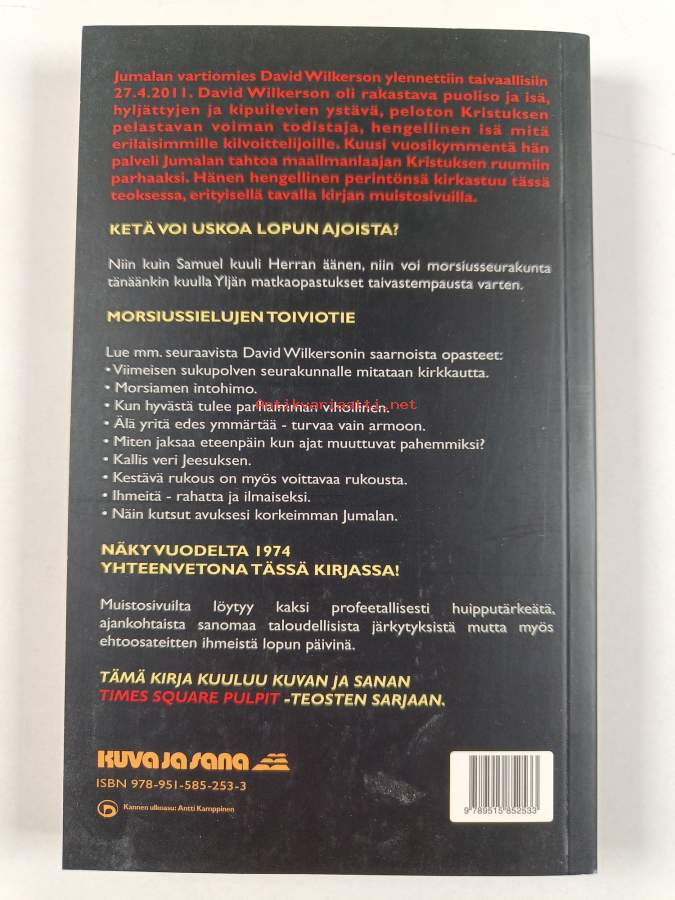 Jumalan vartiomies David Wilkerson ylennettiin taivaallisiin
27.4.2011. David Wilkerson oli rakastava puoliso ja isä,
hyljättyjen ja kipuilevien ystävä, peloton Kristuksen
pelastavan voiman todistaja, hengellinen isä mitä
erilaisimmille kilvoittelijoille. Kuusi vuosikymmentä hän
palveli Jumalan tahtoa maailmanlaajan Kristuksen ruumiin
parhaaksi. Hänen hengellinen perintönsä kirkastuu tässä
teoksessa, erityisellä tavalla kirjan muistosivuilla.
KETÄ VOI USKOA LOPUN AJOISTA?
Niin kuin Samuel kuuli Herran äänen, niin voi morsiusseurakunta
tänäänkin kuulla Yljän matkaopastukset taivastempausta varten.
MORSIUSSIELUJEN TOIVIOTIE
Lue mm. seuraavista David Wilkersonin saarnoista opasteet:
• Viimeisen sukupolven seurakunnalle mitataan kirkkautta.
• Morsiamen intohimo.
• Kun hyvästä tulee parhamman vihollinen.
Antikvariaatti.net
• Älä yritä edes ymmärtää - turvaa vain armoon.
• Miten jaksaa eteenpäin kun ajat muuttuvat pahemmiksi?
• Kallis veri Jeesuksen.
• Kestävä rukous on myös voittavaa rukousta.
• Ihmeitä - rahatta ja ilmaiseksi.
• Näin kutsut avuksesi korkeimman Jumalan.
NÄKY VUODELTA 1974
YHTEENVETONA TÄSSÄ KIRJASSA!
Muistosivuilta löytyy kaksi profeetallisesti huipputärkeätä,
ajankohtaista sanomaa taloudellisista järkytyksistä mutta myös
ehtoosateitten ihmeistä lopun päivinä.
TÄMÄ KIRJA KUULUU KUVAN JA SANAN
TIMES SQUARE PULPIT -TEOSTEN SARJAAN.
KUVA JA SANA
ISBN 978-951-585-253-3
Kannen ulkoasu: Antti Kamppinen
9 789515 852533